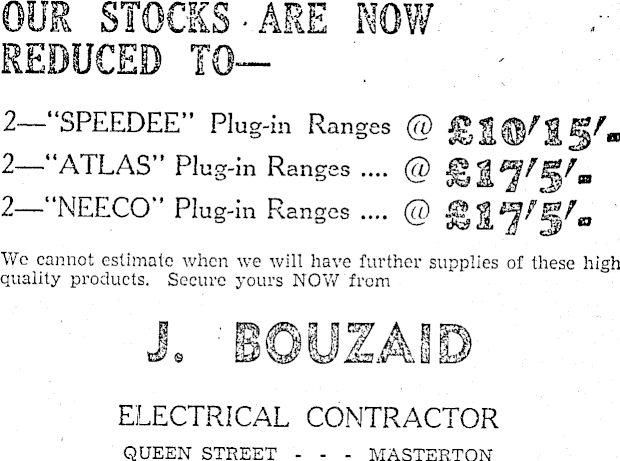 OUR STOCKS ARE NOW
REDUCED TO—
2—"SPEEDEE" Plug-in Ranges @ £10/15/-
2—"ATLAS" Plug-in Ranges .... @ £17/5/-
2—"NEECO" Plug-in Ranges .... @ £17/5/-
We cannot estimate when we will have further supplies of these high
quality products. Secure yours NOW from
J. BOUZAID
ELECTRICAL CONTRACTOR
QUEEN STREET - - - MASTERTON